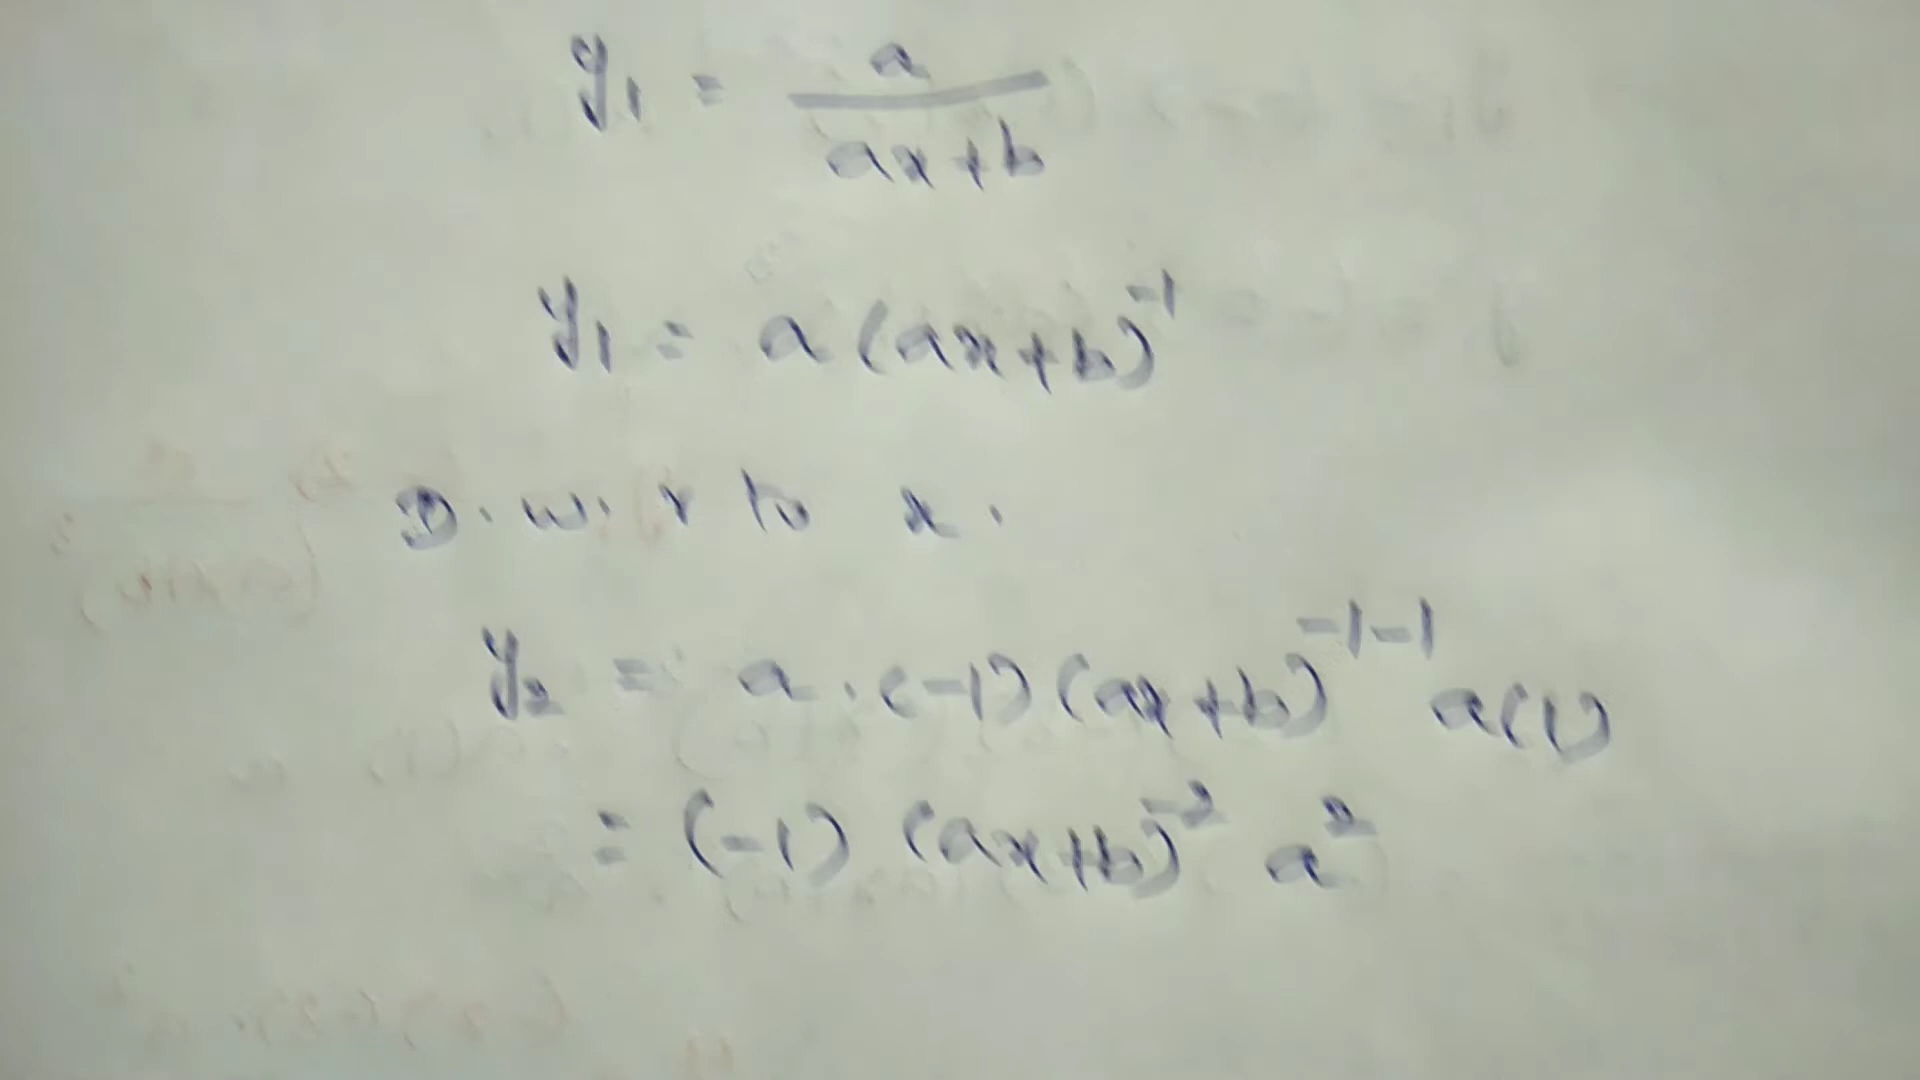 y₁ = a / (ax+b)
y₁ = a (ax+b)⁻¹
D. w. r to x.
y₂ = a . (-1) (ax+b)⁻¹⁻¹ a(1)
= (-1) (ax+b)⁻² a²